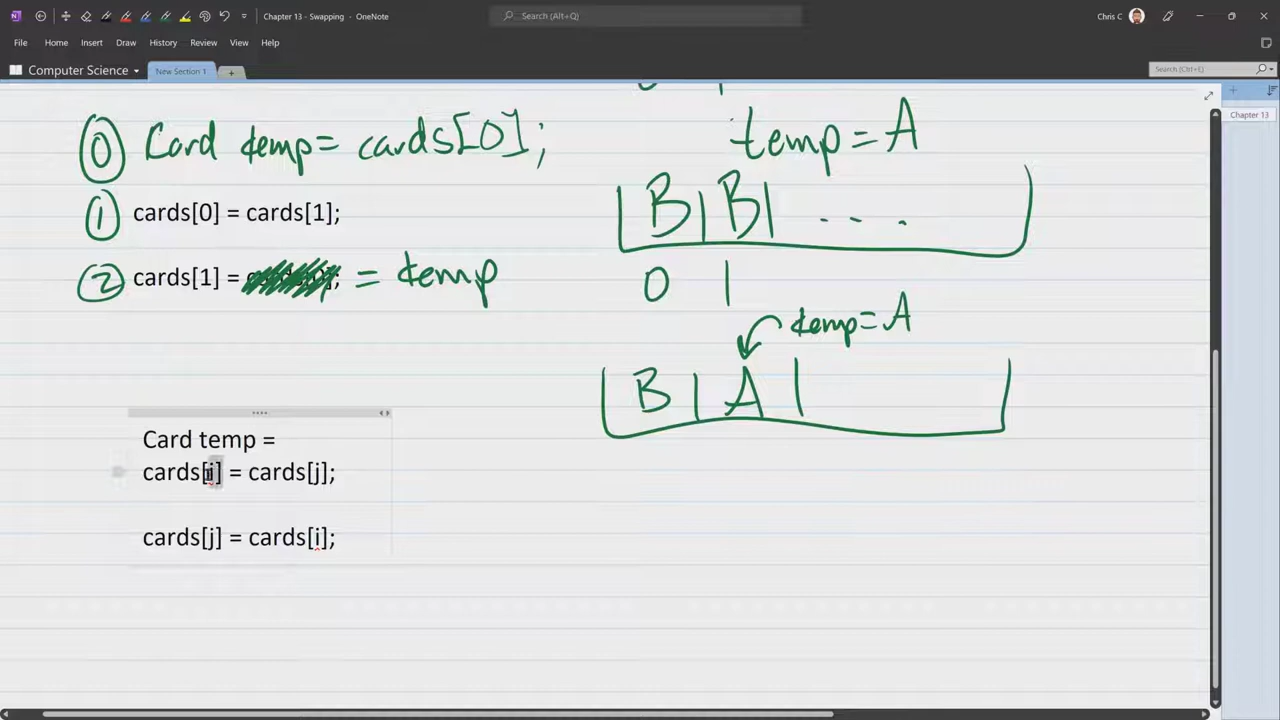 Chapter 13 - Swapping - OneNote
Search (Alt+Q)
Chris C
File Home Insert Draw History Review View Help
Computer Science
New Section 1
+
Search (Ctrl+E)
Chapter 13
0 Card temp = cards[0];
temp = A
1 cards[0] = cards[1];
B | B | . . .
2 cards[1] = = temp
0 1
temp = A
B | A |
Card temp =
cards[i] = cards[j];
cards[j] = cards[i];